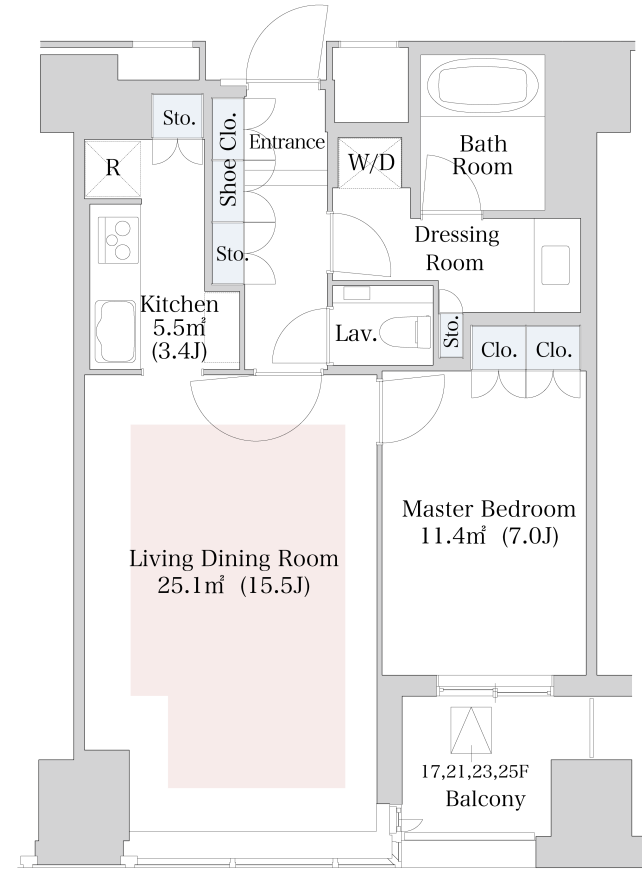 Sto.
Shoe Clo.
Entrance
R
W/D
Bath
Room
Sto.
Dressing
Room
Kitchen
5.5㎡
(3.4J)
Lav.
Sto.
Clo.
Clo.
Master Bedroom
11.4㎡ (7.0J)
Living Dining Room
25.1㎡ (15.5J)
17,21,23,25F
Balcony